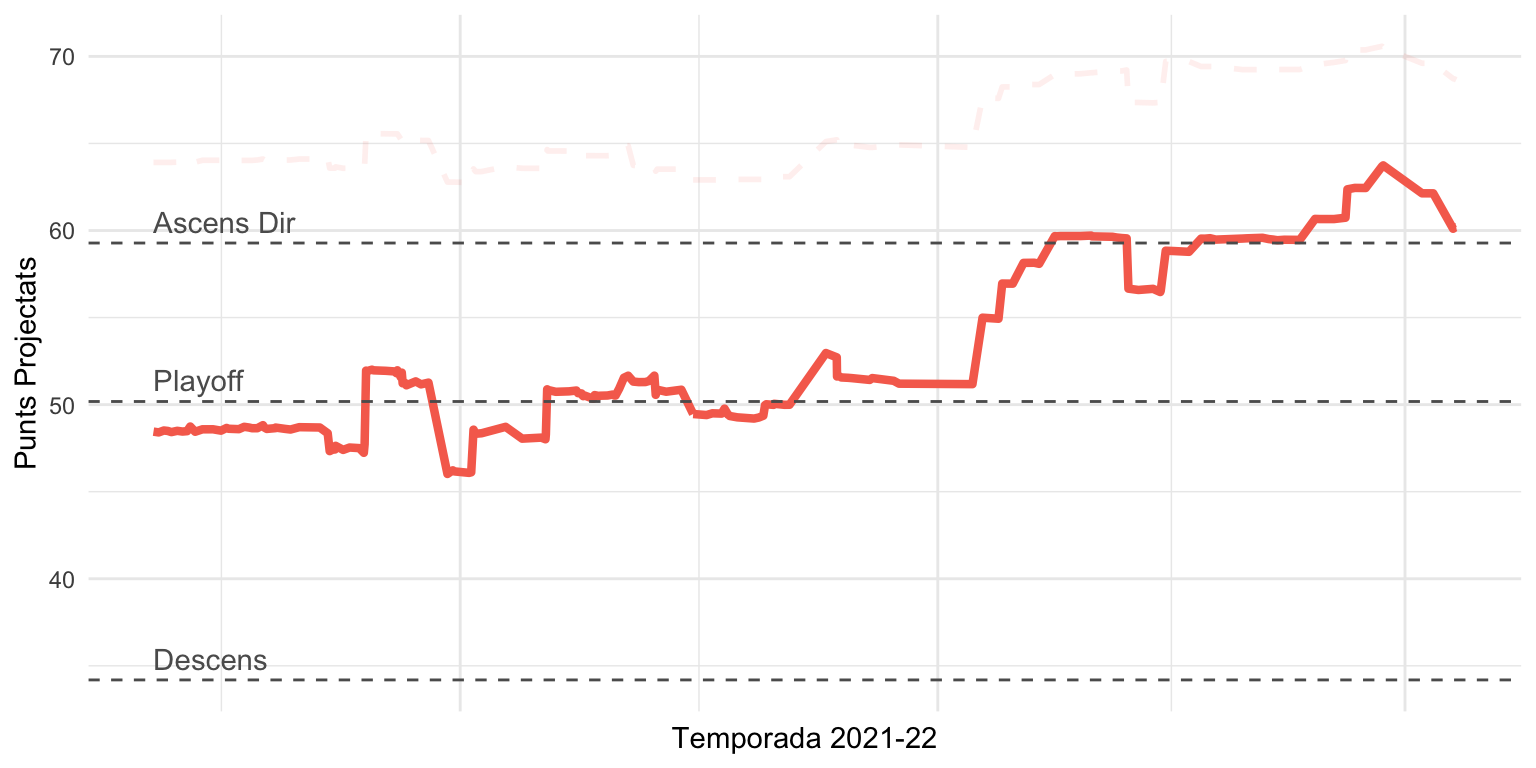 70
60
50
40
Punts Projectats
Ascens Dir
Playoff
Descens
Temporada 2021-22